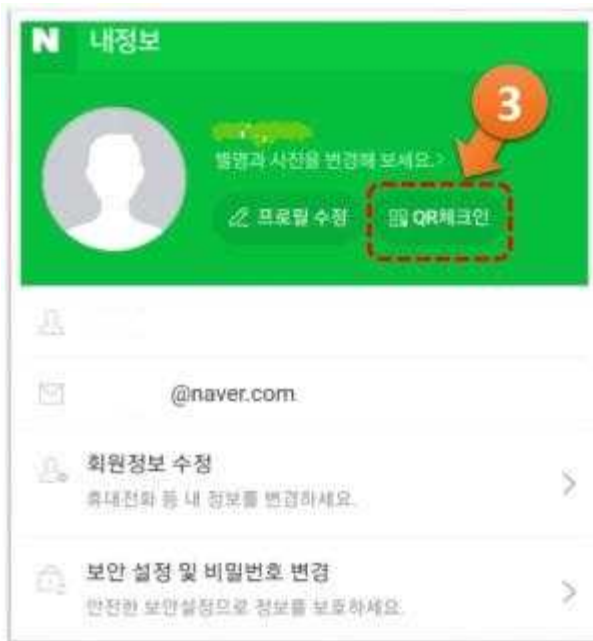 N 내정보
3
별명과 사진을 변경해 보세요.>
프로필 수정
QR체크인
@naver.com
회원정보 수정
휴대전화 등 내 정보를 변경하세요.
보안 설정 및 비밀번호 변경
안전한 보안설정으로 정보를 보호하세요.